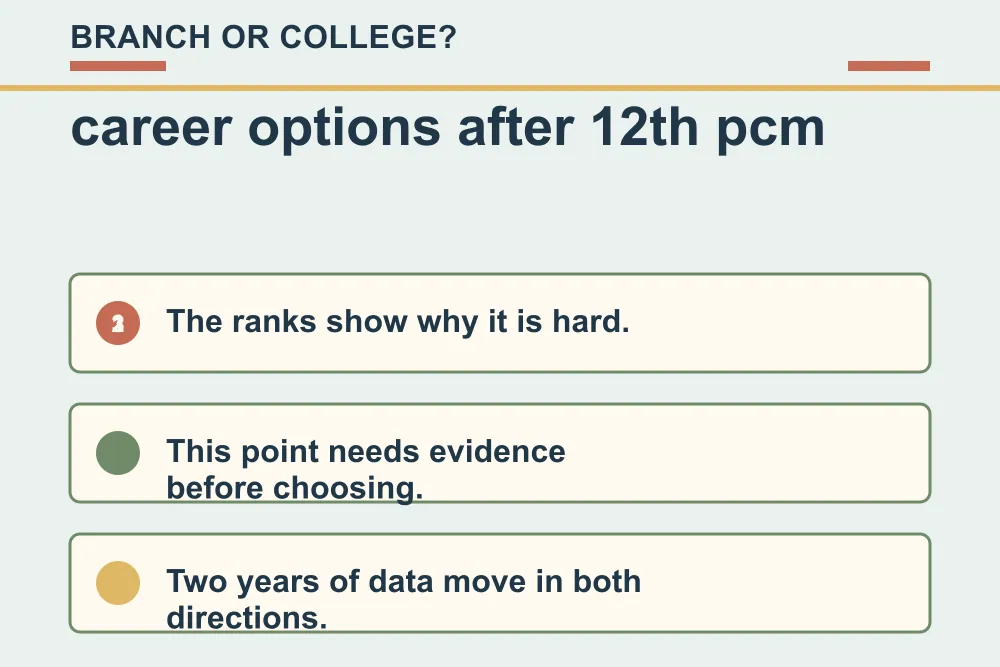 BRANCH OR COLLEGE?
career options after 12th pcm
The ranks show why it is hard.
This point needs evidence
before choosing.
Two years of data move in both
directions.